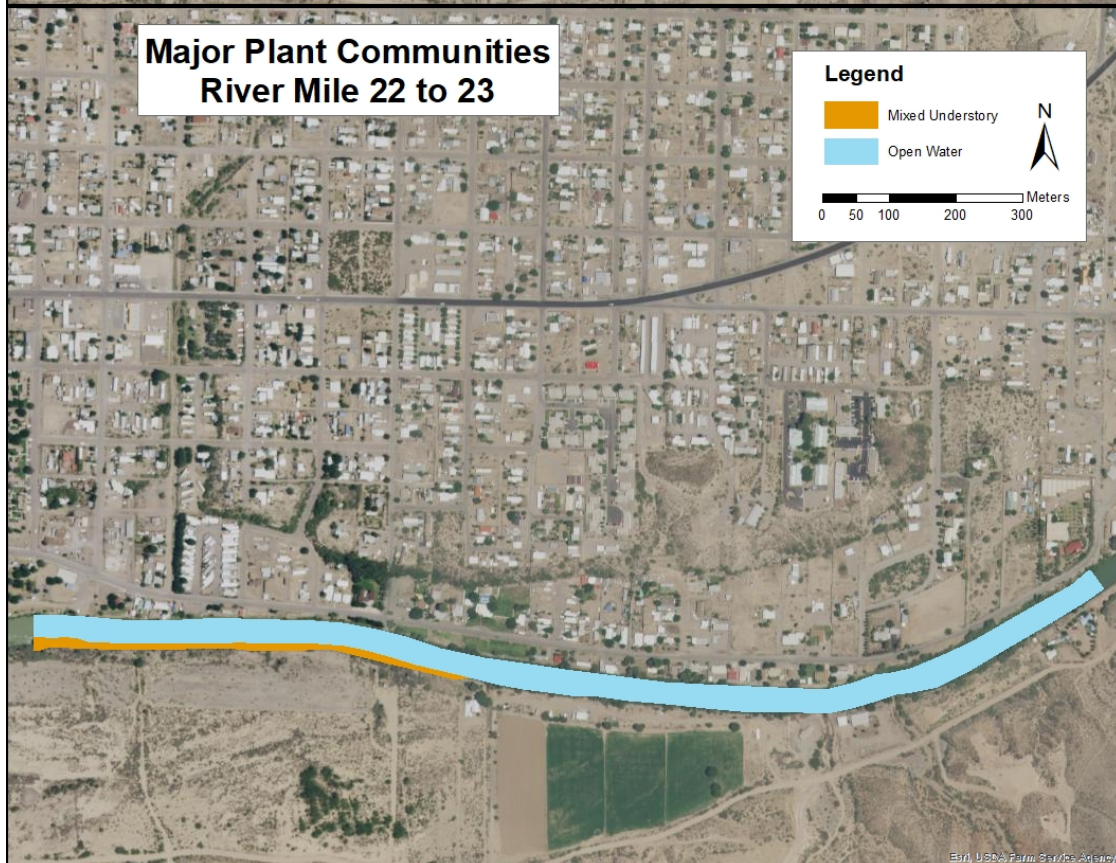 Major Plant Communities
River Mile 22 to 23
Legend
Mixed Understory
Open Water
N
Meters
0 50 100 200 300
Esri, USDA Farm Service Agency